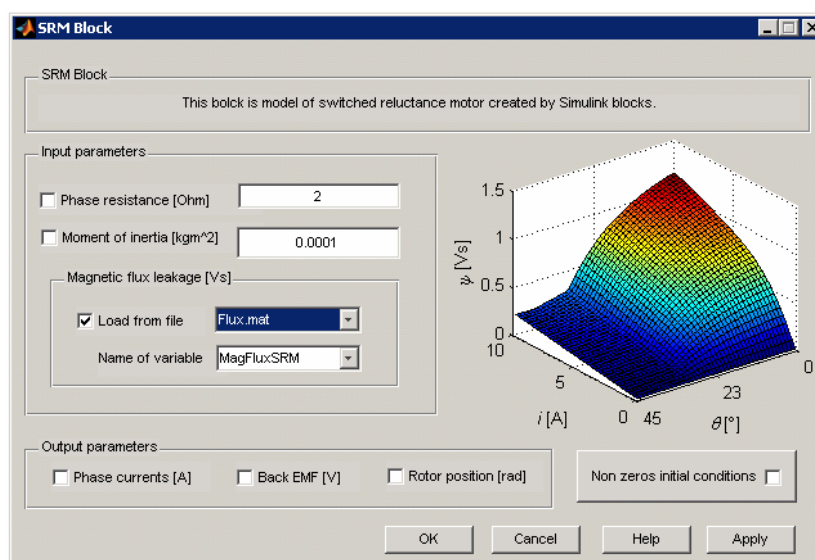 SRM Block
SRM Block
This bolck is model of switched reluctance motor created by Simulink blocks.
Input parameters
Phase resistance [Ohm]
2
Moment of inertia [kgm^2]
0.0001
Magnetic flux leakage [Vs]
Load from file
Flux.mat
Name of variable
MagFluxSRM
1.5
1
0.5
0
ψ [Vs]
10
5
0
i [A]
45
23
0
θ [°]
Output parameters
Phase currents [A]
Back EMF [V]
Rotor position [rad]
Non zeros initial conditions
OK
Cancel
Help
Apply